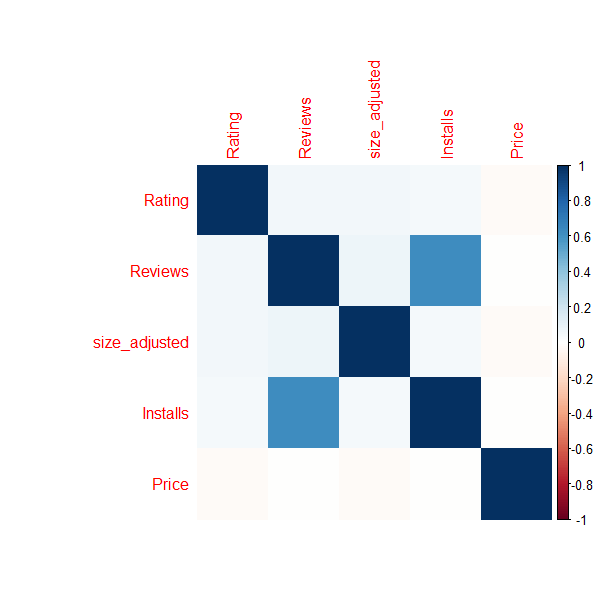 Rating
Reviews
size_adjusted
Installs
Price
Rating
Reviews
size_adjusted
Installs
Price
1
0.8
0.6
0.4
0.2
0
-0.2
-0.4
-0.6
-0.8
-1